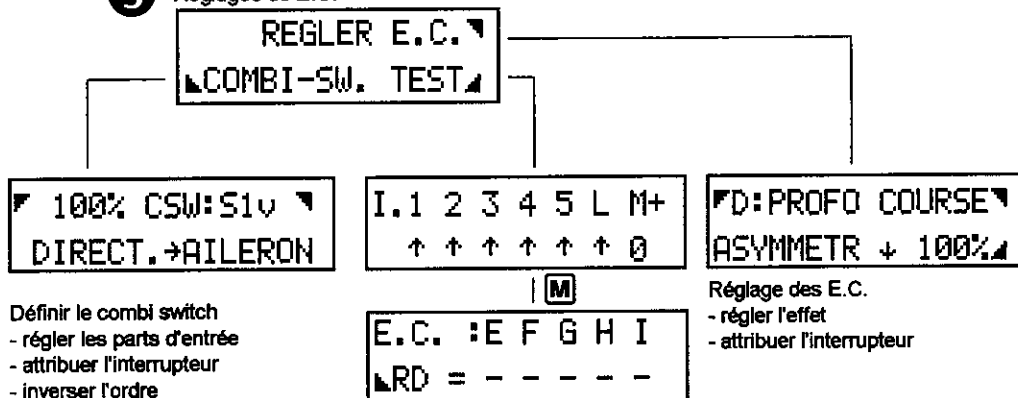 3
REGLER E.C.
COMBI-SW. TEST
100% CSW:S1v
DIRECT.→AILERON
Définir le combi switch
- régler les parts d'entrée
- attribuer l'interrupteur
- inverser l'ordre
I.1 2 3 4 5 L M+
↑ ↑ ↑ ↑ ↑ ↑ 0
M
E.C. :E F G H I
RD = - - - - -
D:PROFO COURSE
ASYMMETR ↓ 100%
Réglage des E.C.
- régler l'effet
- attribuer l'interrupteur